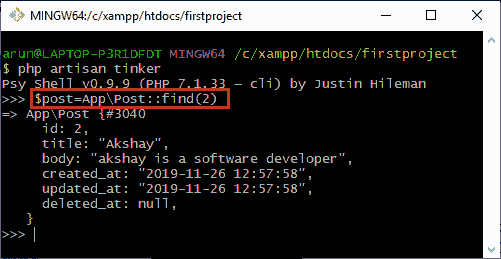 MINGW64:/c/xampp/htdocs/firstproject
arun@LAPTOP-P3R1DFDT MINGW64 /c/xampp/htdocs/firstproject
$ php artisan tinker
Psy Shell v0.9.9 (PHP 7.1.33 — cli) by Justin Hileman
>>> $post=App\Post::find(2)
=> App\Post {#3040
id: 2,
title: "Akshay",
body: "akshay is a software developer",
created_at: "2019-11-26 12:57:58",
updated_at: "2019-11-26 12:57:58",
deleted_at: null,
}
>>>